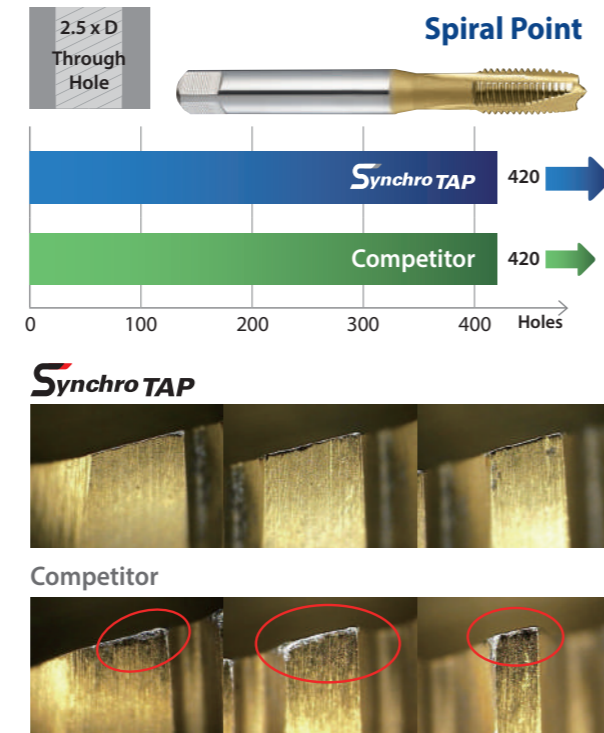 2.5 x D
Through
Hole
Spiral Point
Synchro TAP
420
Competitor
420
0 100 200 300 400 Holes
Synchro TAP
Competitor